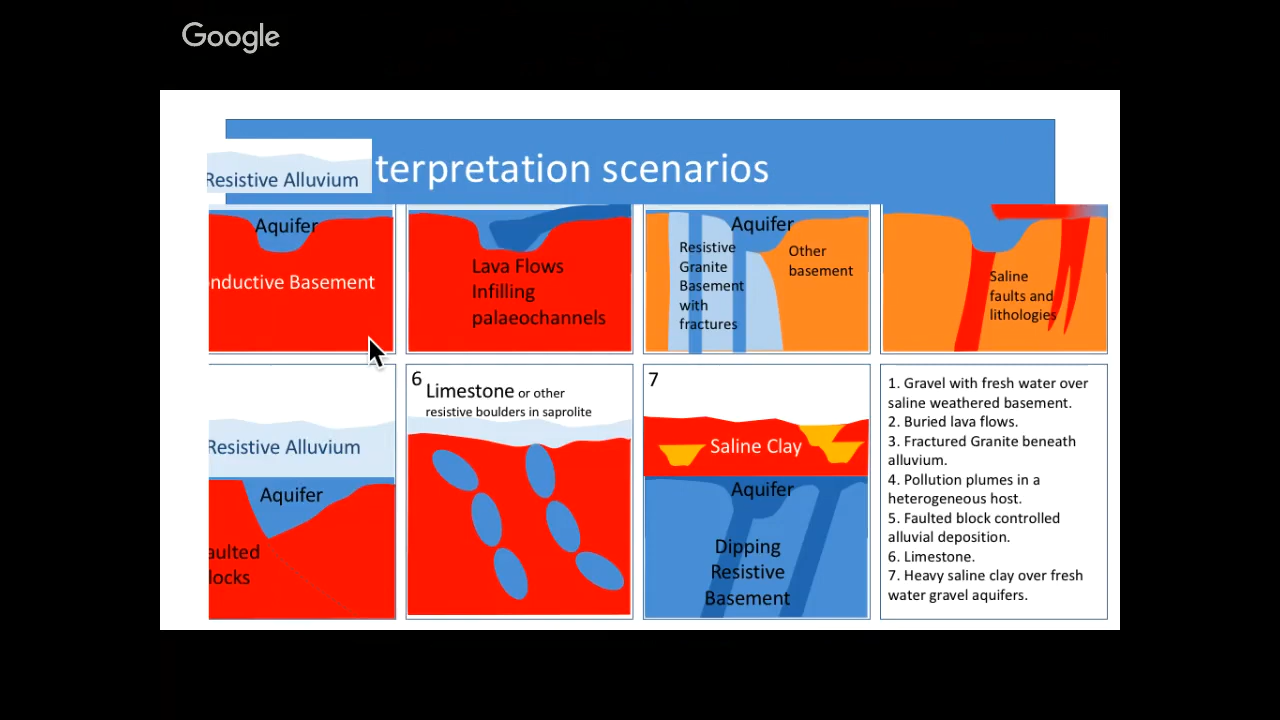 Google
terpretation scenarios
Resistive Alluvium
Aquifer
nductive Basement
Lava Flows
Infilling
palaeochannels
Aquifer
Resistive
Granite
Basement
with
fractures
Other
basement
Saline
faults and
lithologies
Resistive Alluvium
Aquifer
aulted
locks
6
Limestone or other
resistive boulders in saprolite
7
Saline Clay
Aquifer
Dipping
Resistive
Basement
1. Gravel with fresh water over
saline weathered basement.
2. Buried lava flows.
3. Fractured Granite beneath
alluvium.
4. Pollution plumes in a
heterogeneous host.
5. Faulted block controlled
alluvial deposition.
6. Limestone.
7. Heavy saline clay over fresh
water gravel aquifers.